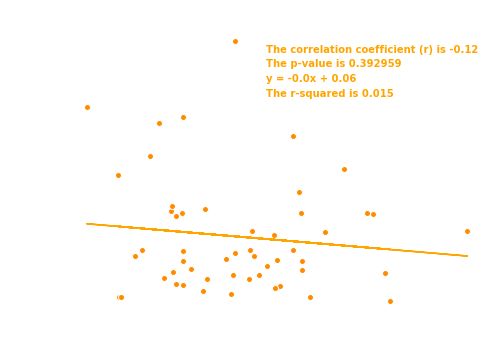 The correlation coefficient (r) is -0.12
The p-value is 0.392959
y = -0.0x + 0.06
The r-squared is 0.015